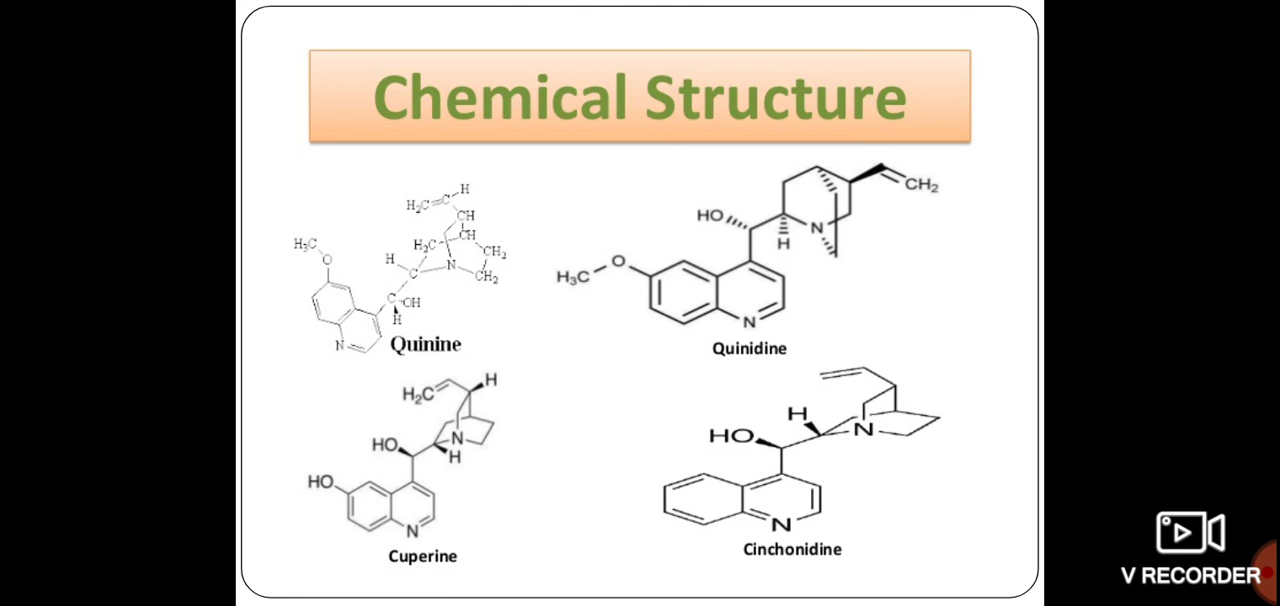 Chemical Structure
H₂C
C
H
CH
H₃C
O
H₂C
CH
CH₂
H
C
N
CH₂
C
OH
H
N
Quinine
CH₂
HO
N
H
H₃C
O
N
Quinidine
H₂C
H
HO
N
H
HO
N
Cuperine
H
HO
N
N
Cinchonidine
V RECORDER